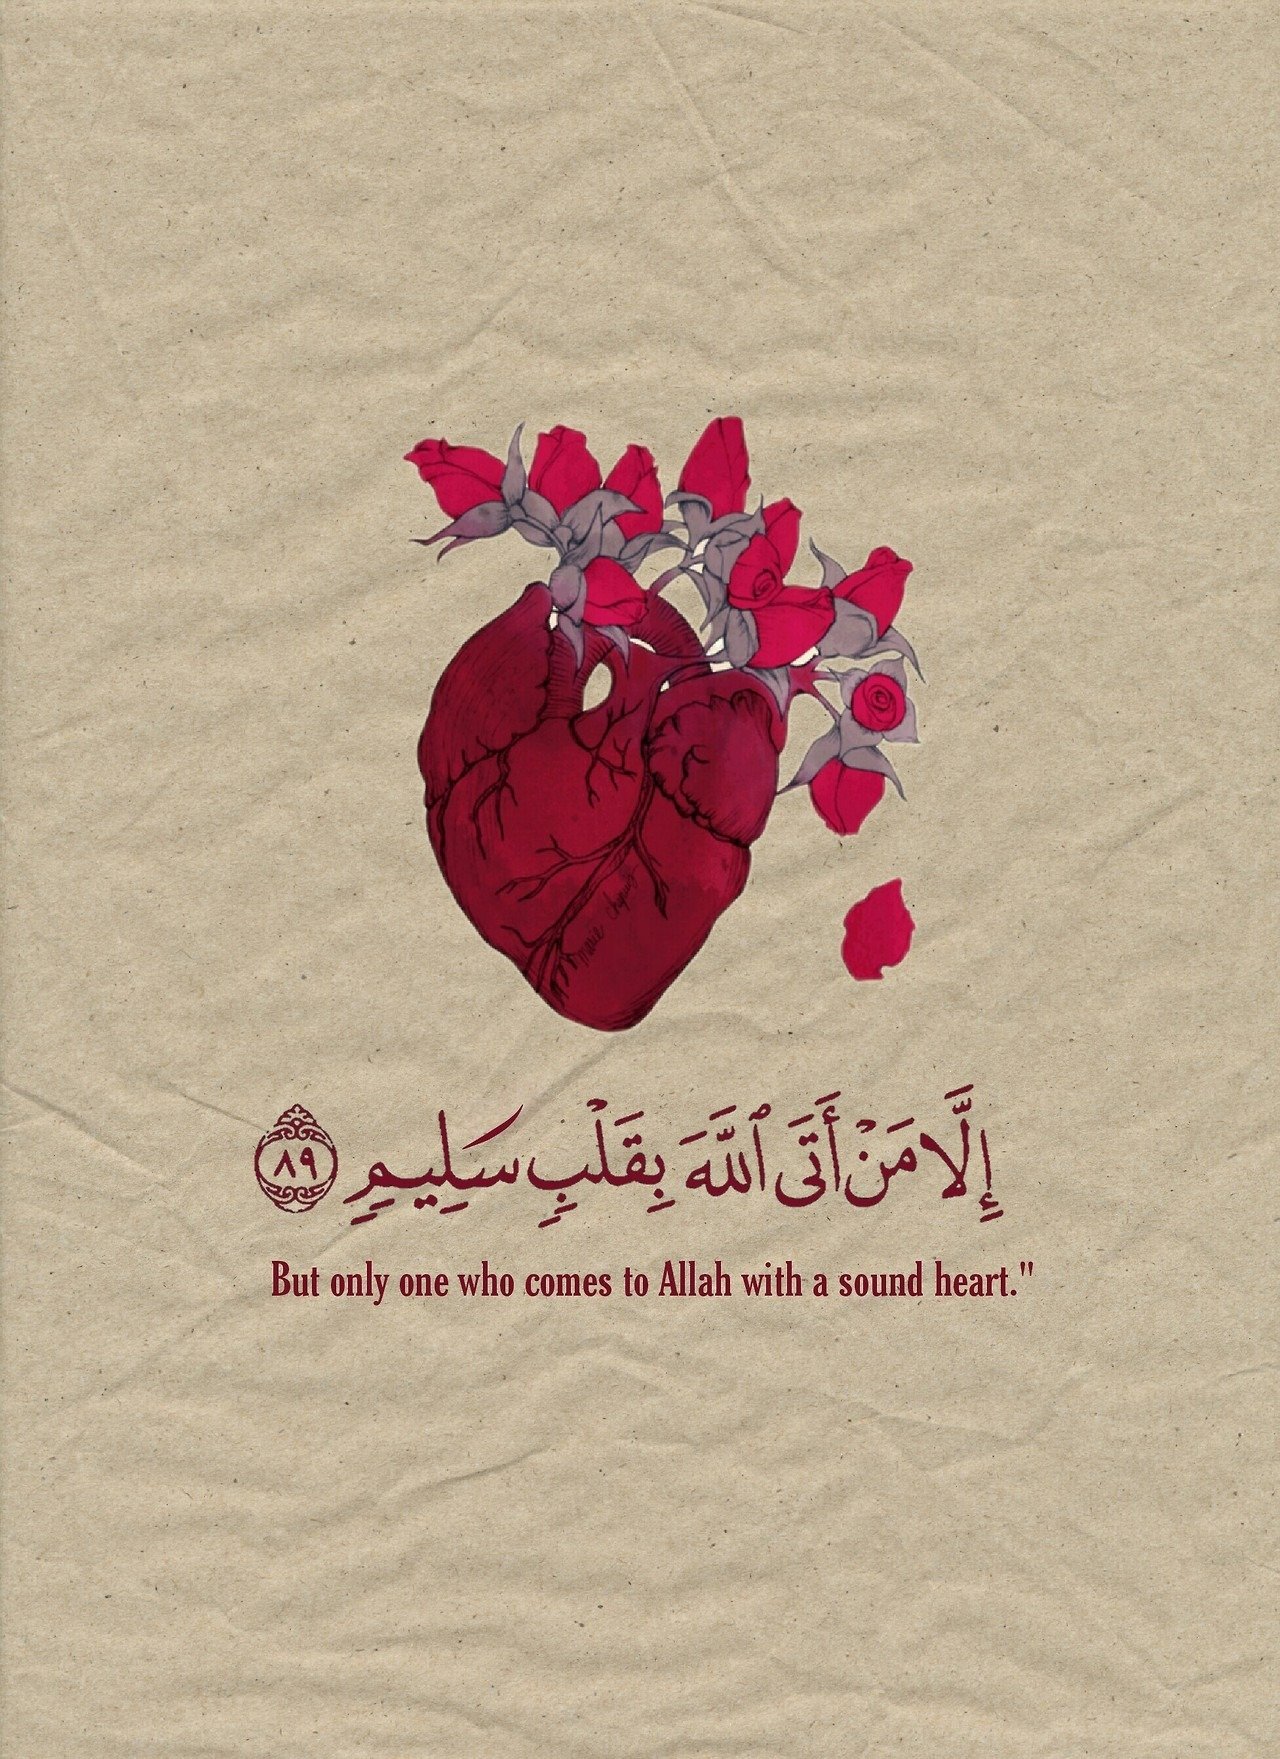 إِلَّا مَنْ أَتَى ٱللَّهَ بِقَلْبٍ سَلِيمٍ ٨٩
But only one who comes to Allah with a sound heart."